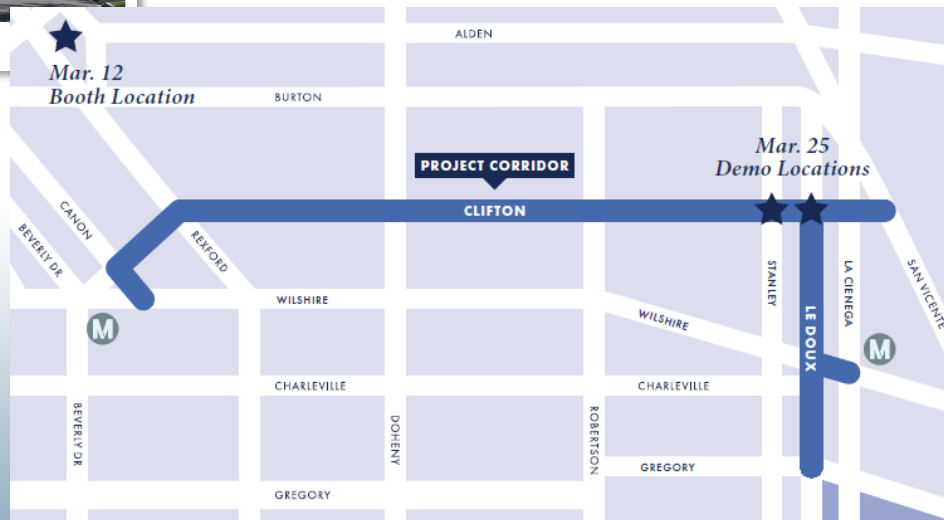 ALDEN
Mar. 12
Booth Location
BURTON
Mar. 25
Demo Locations
PROJECT CORRIDOR
CLIFTON
CANON
BEVERLY DR
REXFORD
STANLEY
LA CIENEGA
SAN VICENTE
WILSHIRE
LE DOUX
WILSHIRE
M
M
CHARLEVILLE
CHARLEVILLE
BEVERLY DR
DOHENY
ROBERTSON
GREGORY
GREGORY